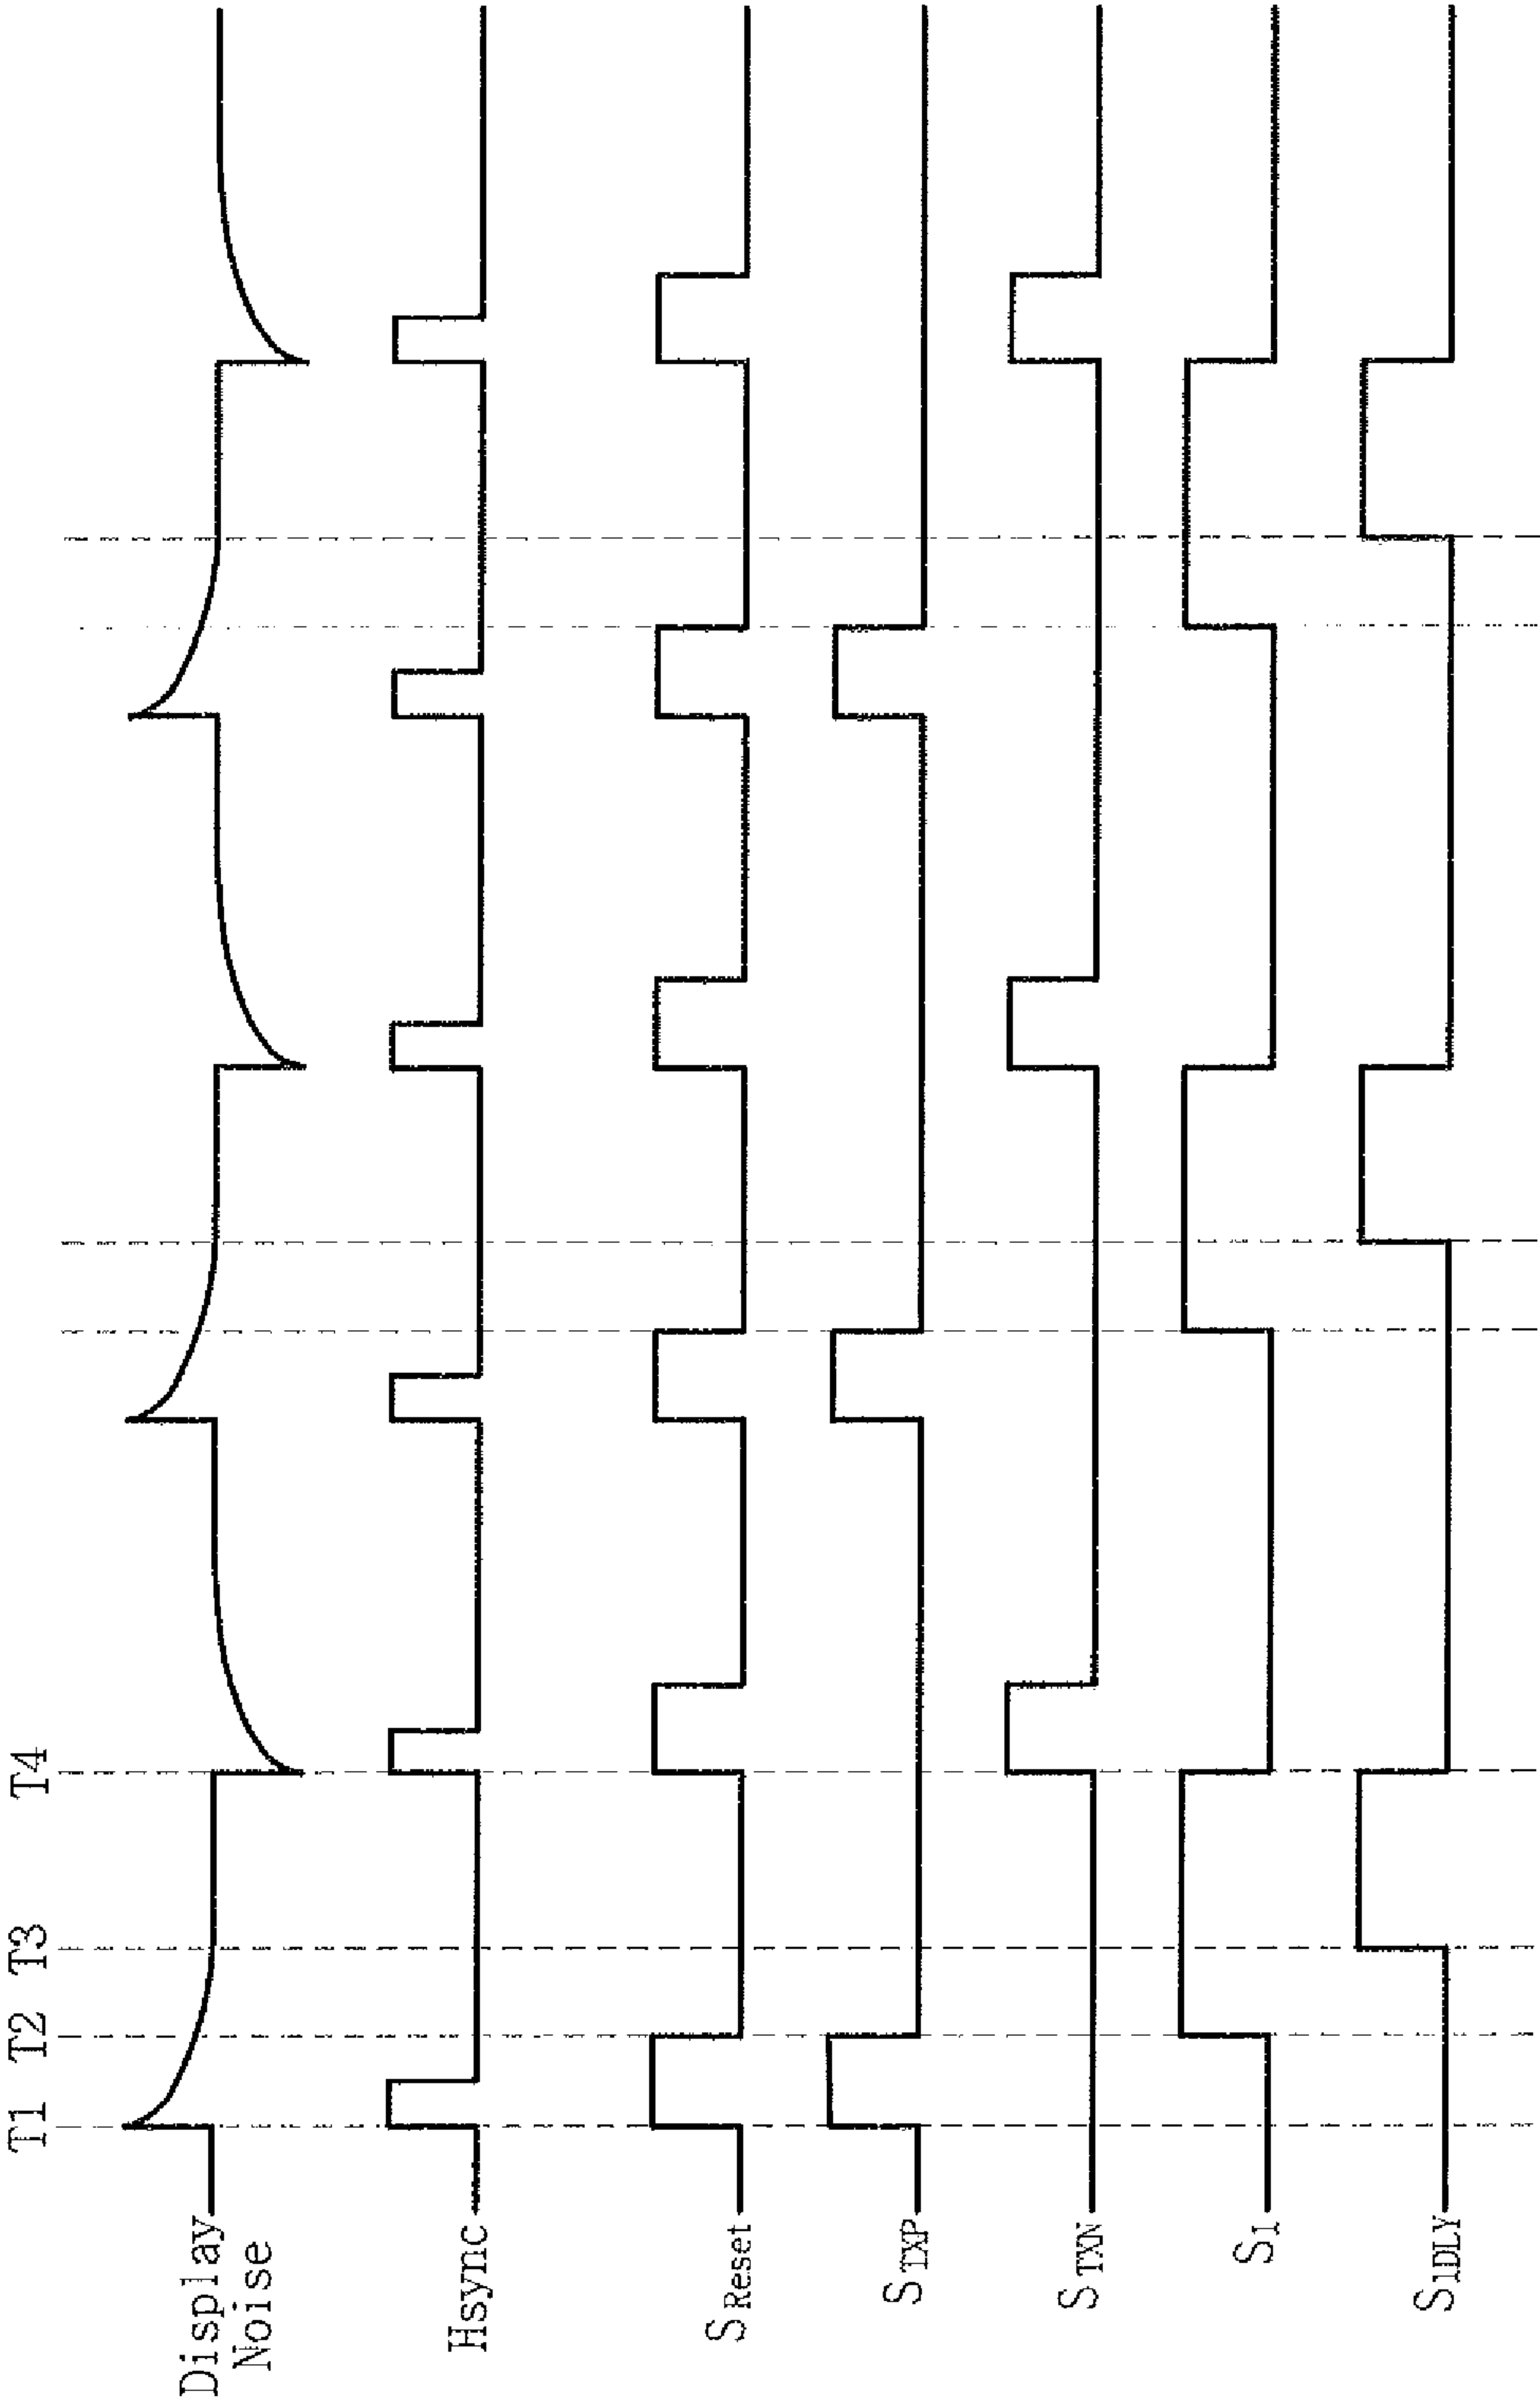 T1 T2 T3 T4
Display
Noise
Hsync
SReset
STXP
STXN
S1
S1DLY